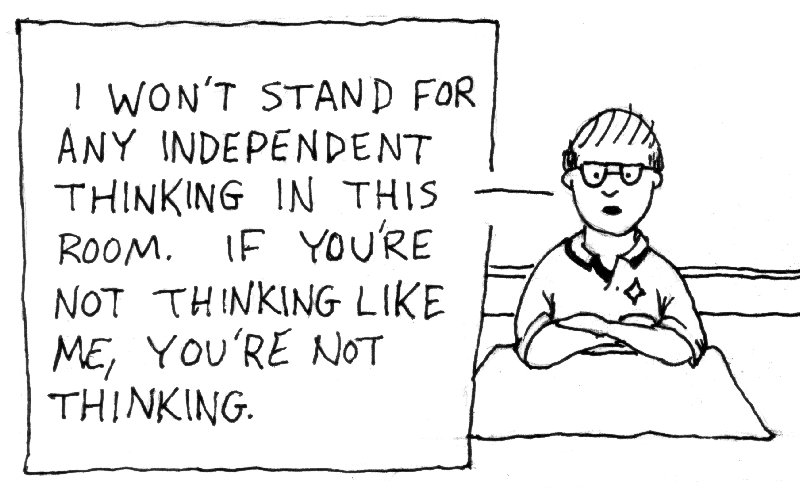 I WON'T STAND FOR
ANY INDEPENDENT
THINKING IN THIS
ROOM. IF YOU'RE
NOT THINKING LIKE
ME, YOU'RE NOT
THINKING.